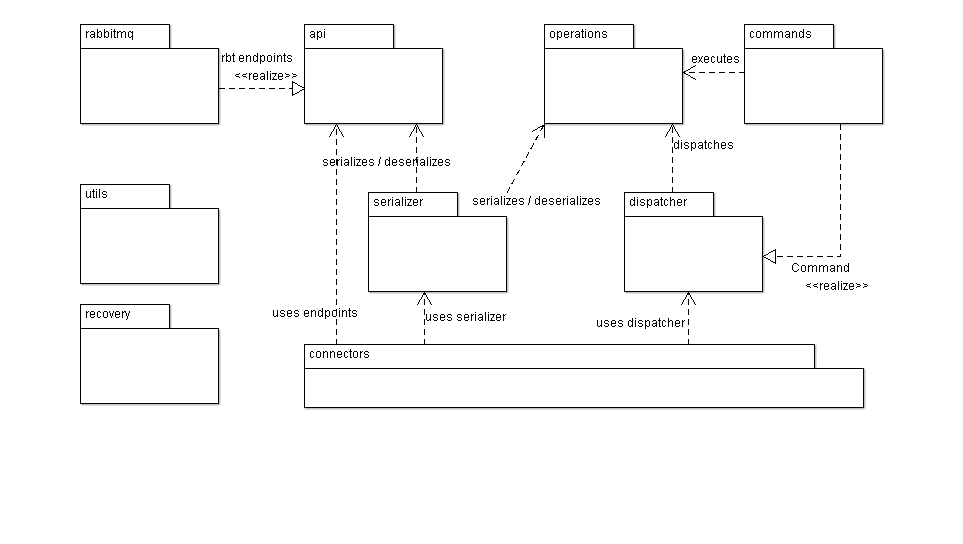 rabbitmq
api
operations
commands
rbt endpoints
<<realize>>
executes
serializes / deserializes
dispatches
utils
serializer
serializes / deserializes
dispatcher
Command
<<realize>>
recovery
uses endpoints
uses serializer
uses dispatcher
connectors